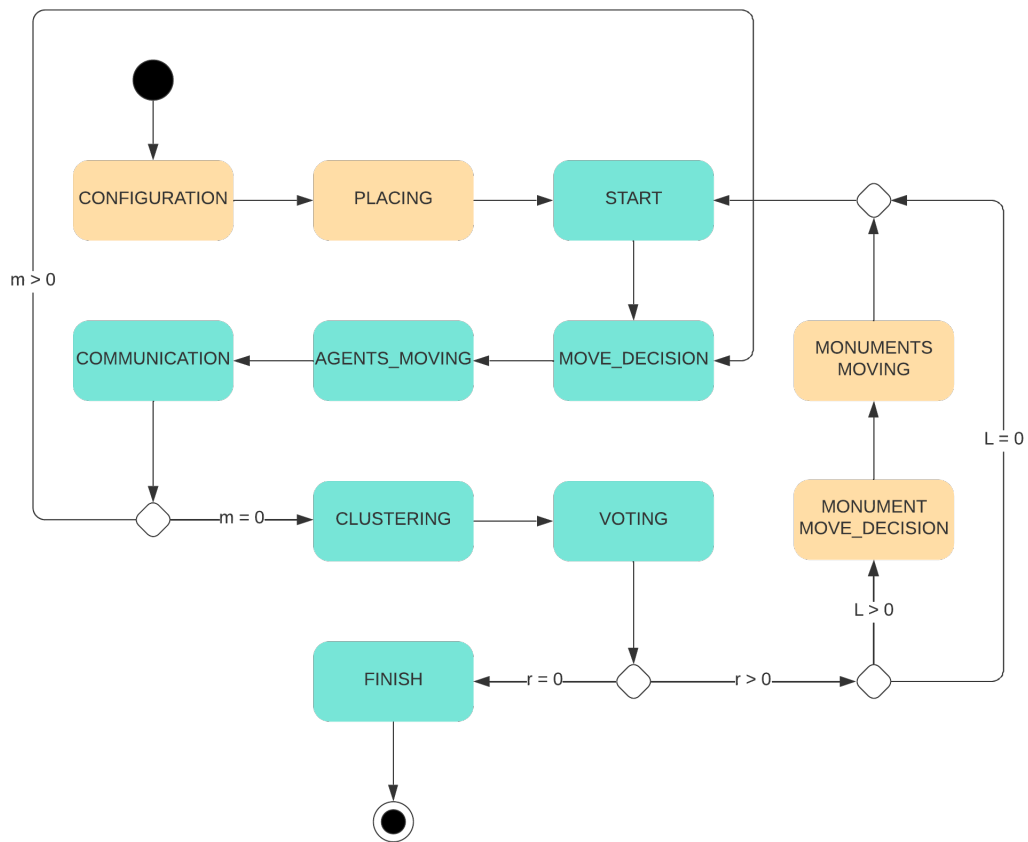 CONFIGURATION
PLACING
START
m > 0
COMMUNICATION
AGENTS_MOVING
MOVE_DECISION
MONUMENTS
MOVING
L = 0
m = 0
CLUSTERING
VOTING
MONUMENT
MOVE_DECISION
L > 0
FINISH
r = 0
r > 0